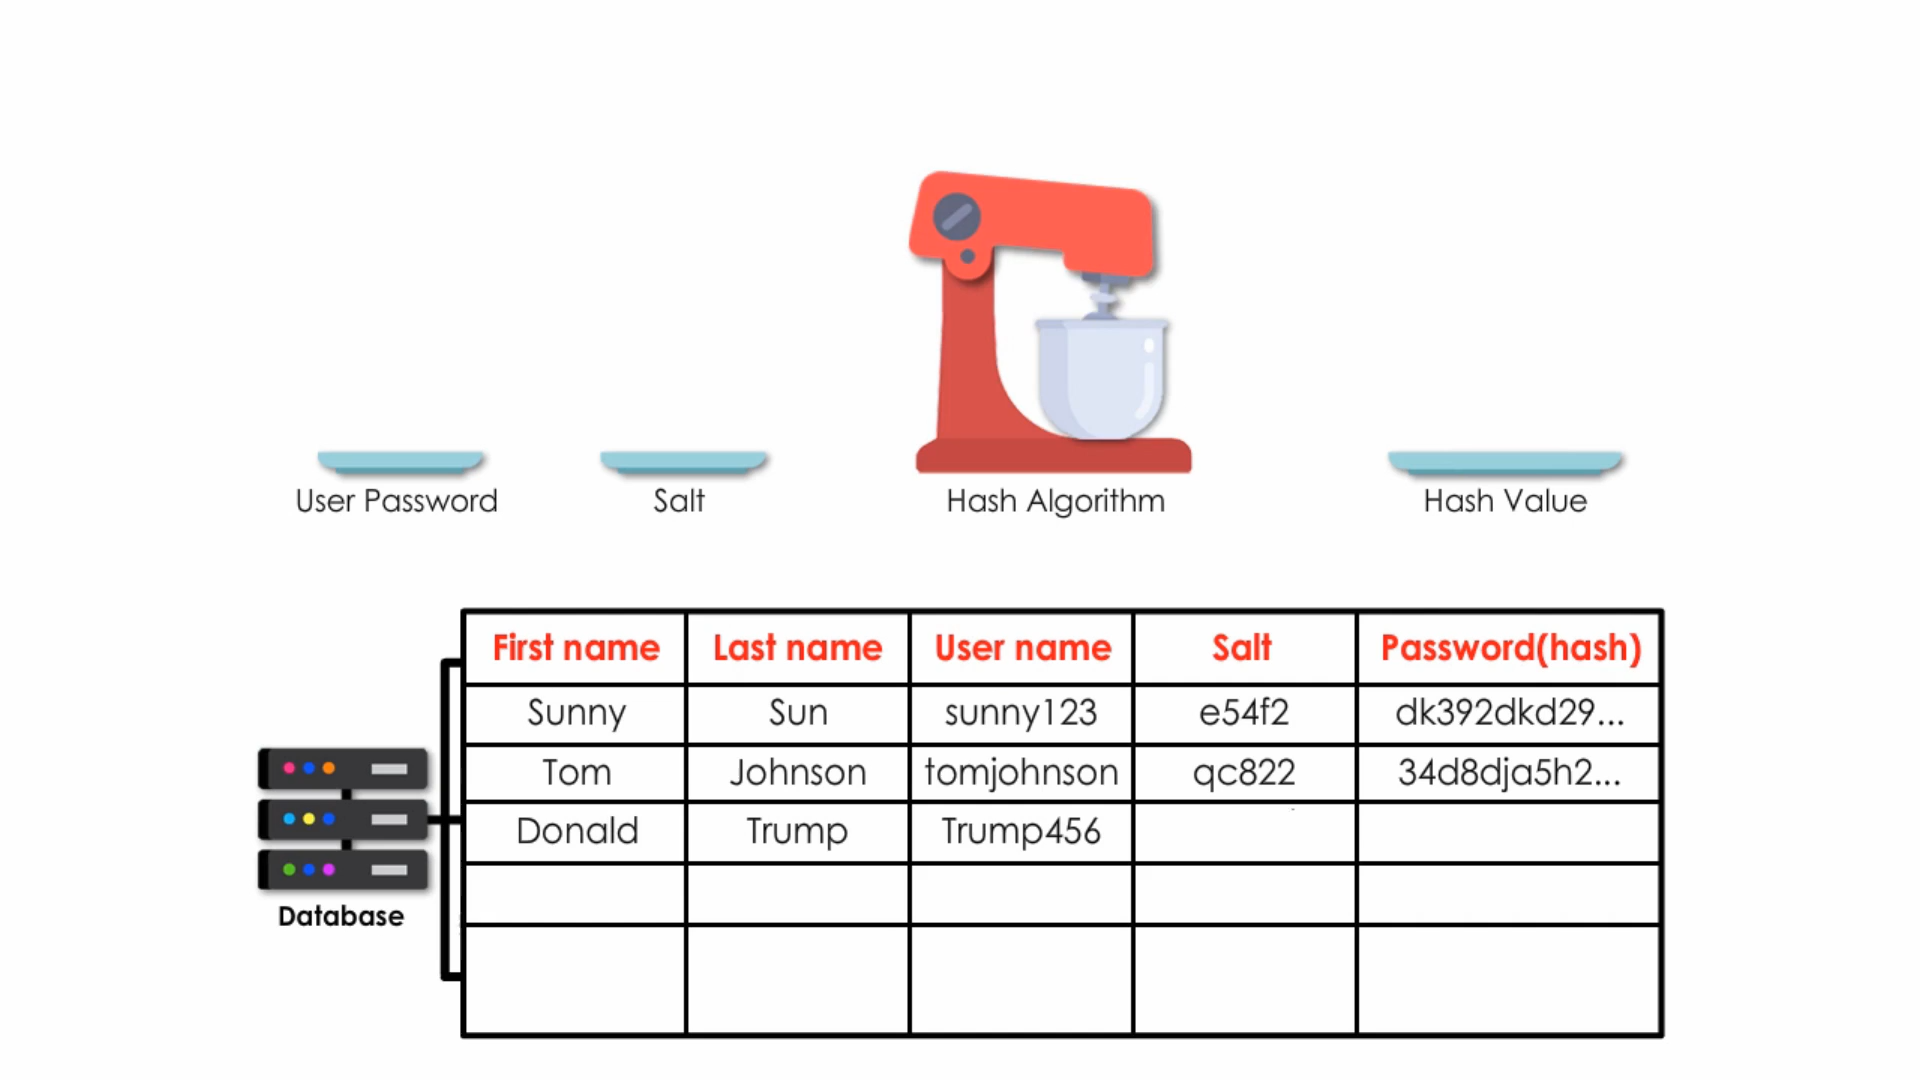 User Password Salt Hash Algorithm Hash Value
First name Last name User name Salt Password(hash)
Sunny Sun sunny123 e54f2 dk392dkd29...
Tom Johnson tomjohnson qc822 34d8dja5h2...
Donald Trump Trump456
Database